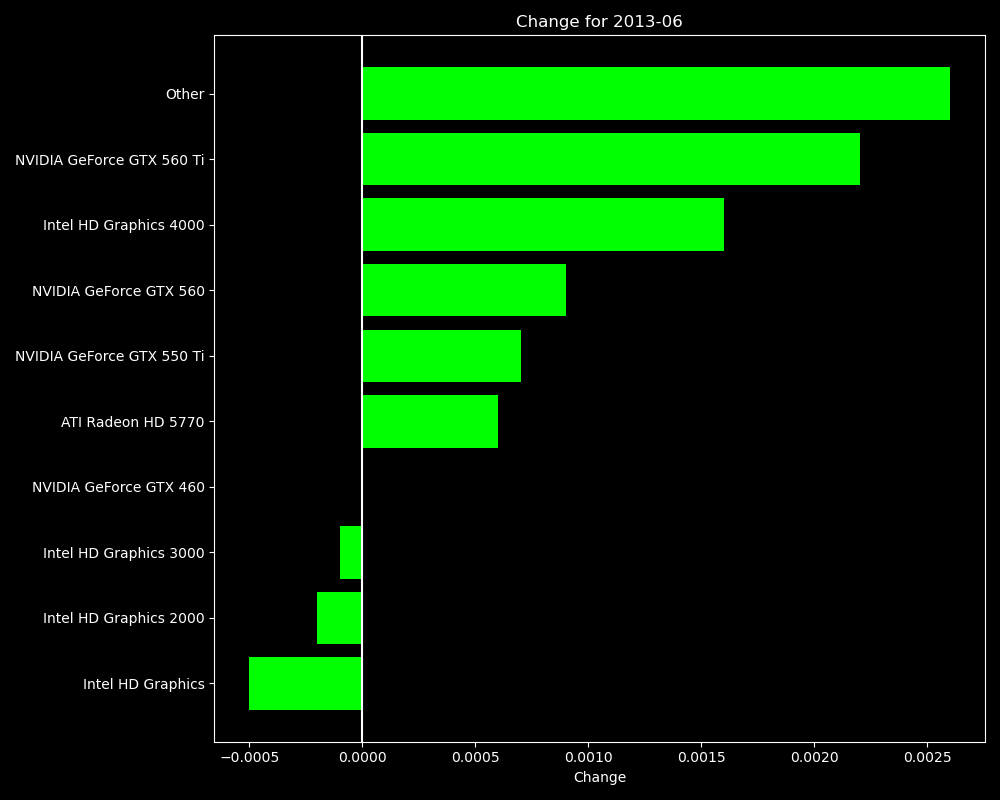 Change for 2013-06
Other
NVIDIA GeForce GTX 560 Ti
Intel HD Graphics 4000
NVIDIA GeForce GTX 560
NVIDIA GeForce GTX 550 Ti
ATI Radeon HD 5770
NVIDIA GeForce GTX 460
Intel HD Graphics 3000
Intel HD Graphics 2000
Intel HD Graphics
−0.0005 0.0000 0.0005 0.0010 0.0015 0.0020 0.0025
Change